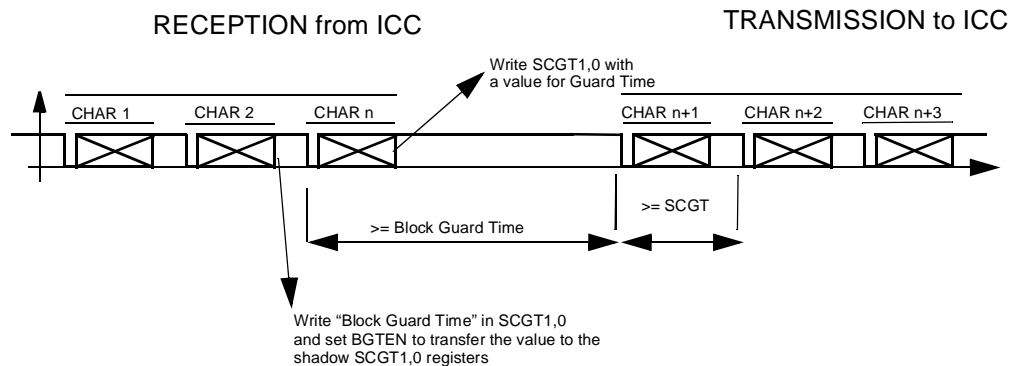 RECEPTION from ICC
TRANSMISSION to ICC
Write SCGT1,0 with
a value for Guard Time
CHAR 1
CHAR 2
CHAR n
CHAR n+1
CHAR n+2
CHAR n+3
>= SCGT
>= Block Guard Time
Write “Block Guard Time” in SCGT1,0
and set BGTEN to transfer the value to the
shadow SCGT1,0 registers